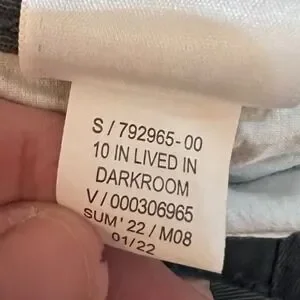 S / 792965-00
10 IN LIVED IN
DARKROOM
V / 000306965
SUM ' 22 / M08
01/22